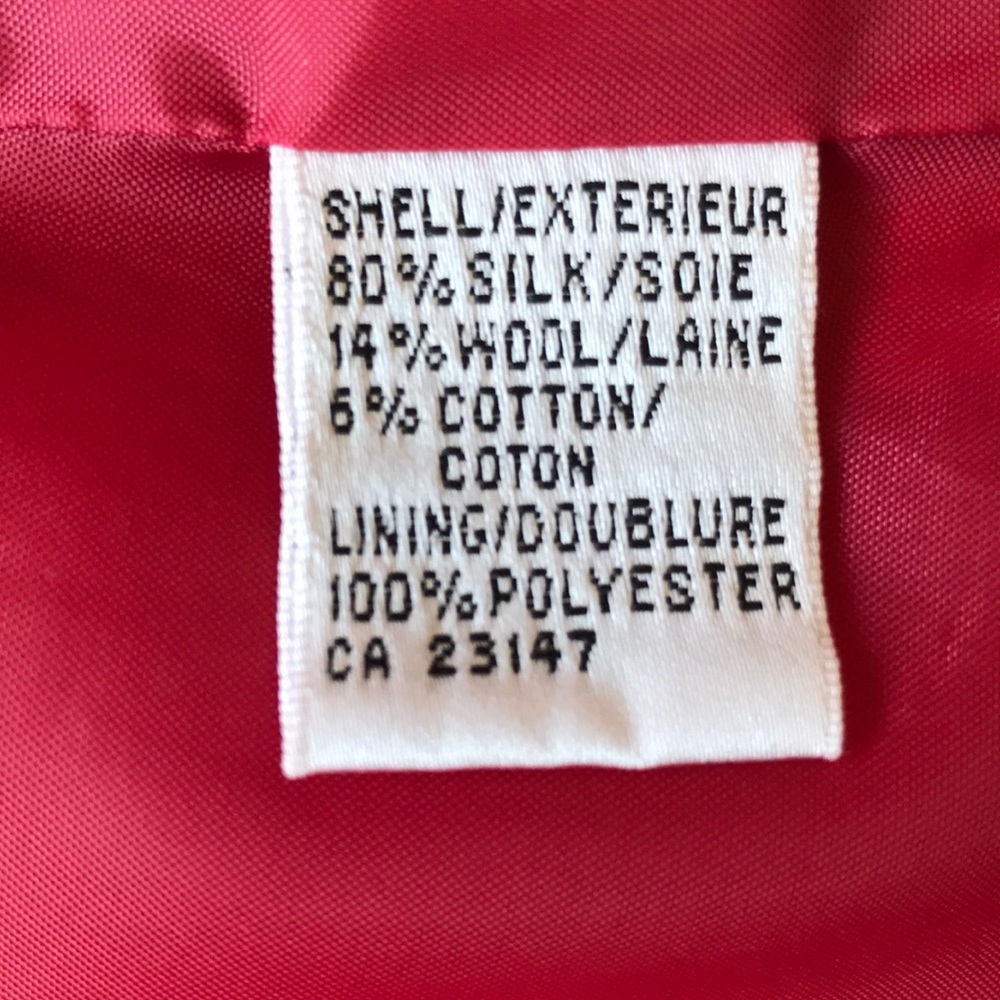 SHELL/EXTERIEUR
80% SILK/SOIE
14% WOOL/LAINE
6% COTTON/
COTON
LINING/DOUBLURE
100% POLYESTER
CA 23147